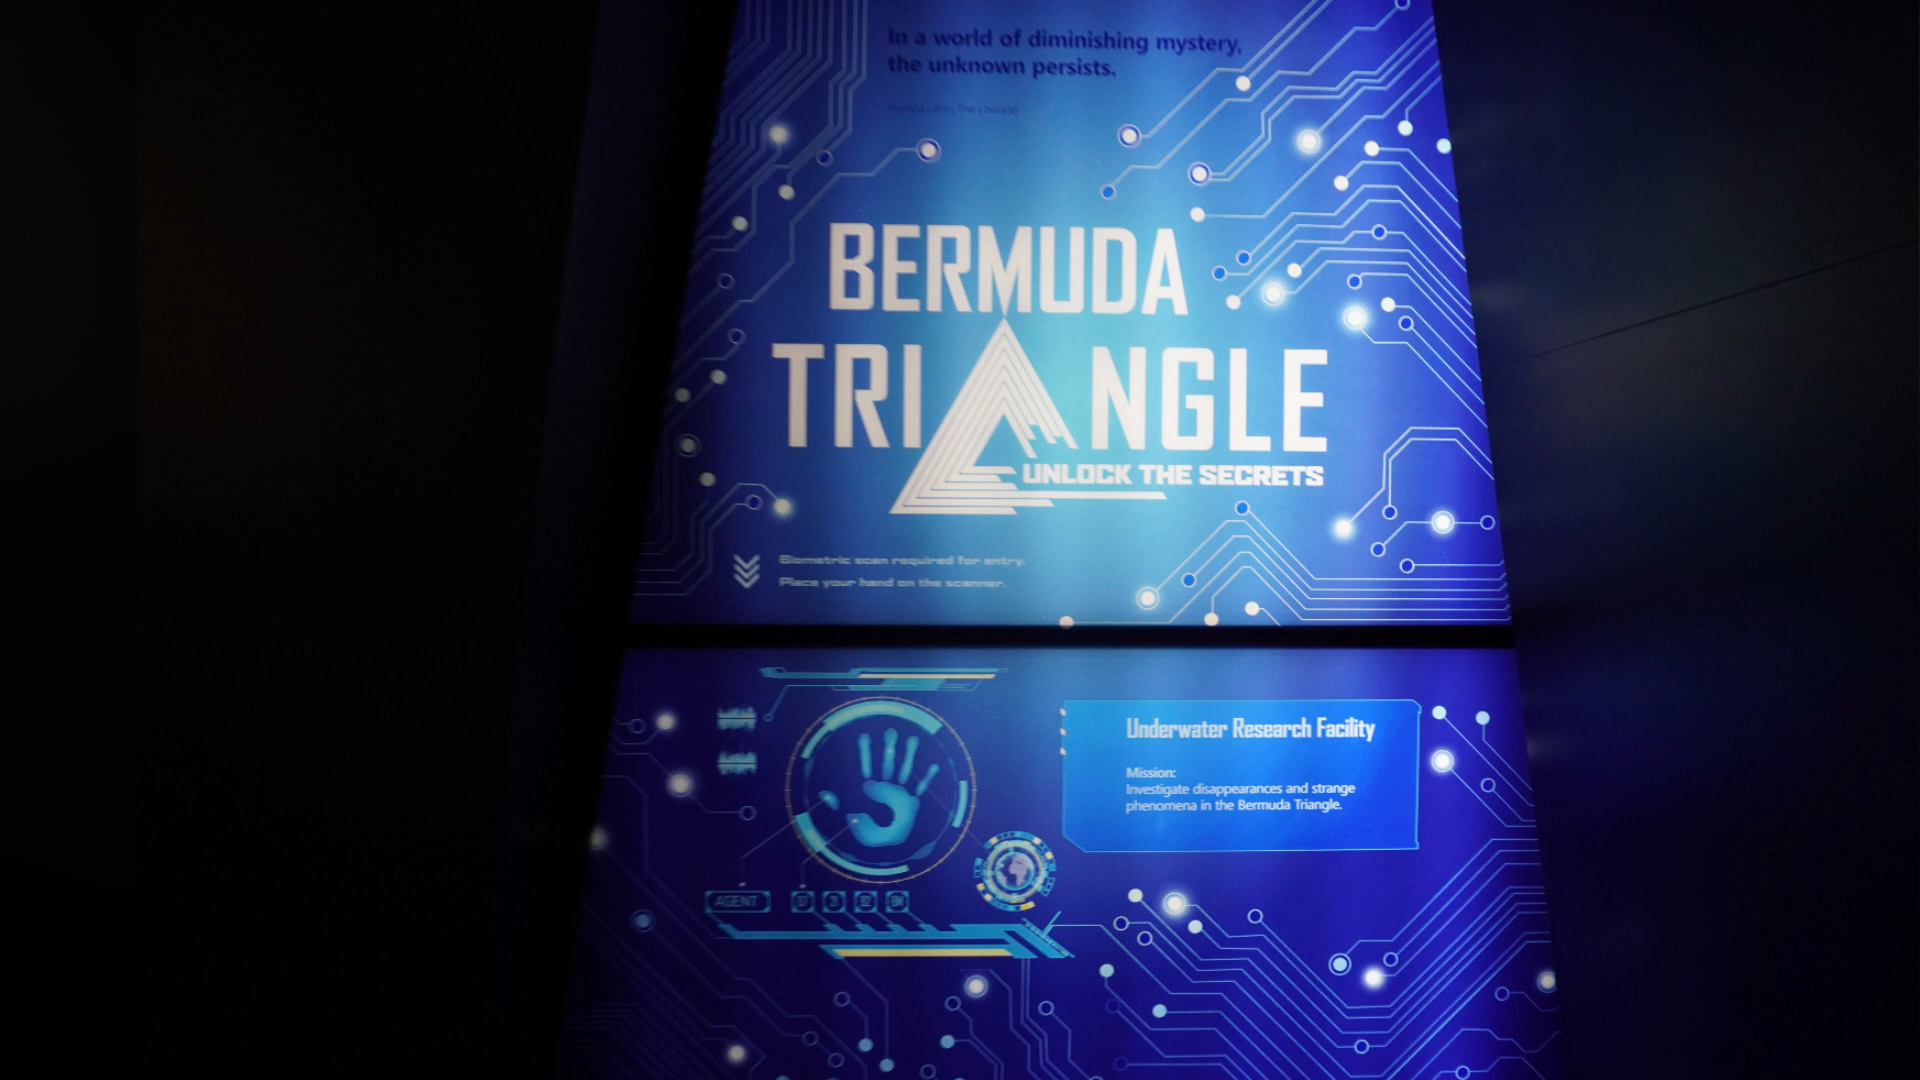 In a world of diminishing mystery,
the unknown persists.
The Lowland
BERMUDA
TRIANGLE
UNLOCK THE SECRETS
Biometric scan required for entry.
Place your hand on the scanner.
Underwater Research Facility
Mission:
Investigate disappearances and strange
phenomena in the Bermuda Triangle.
AGENT